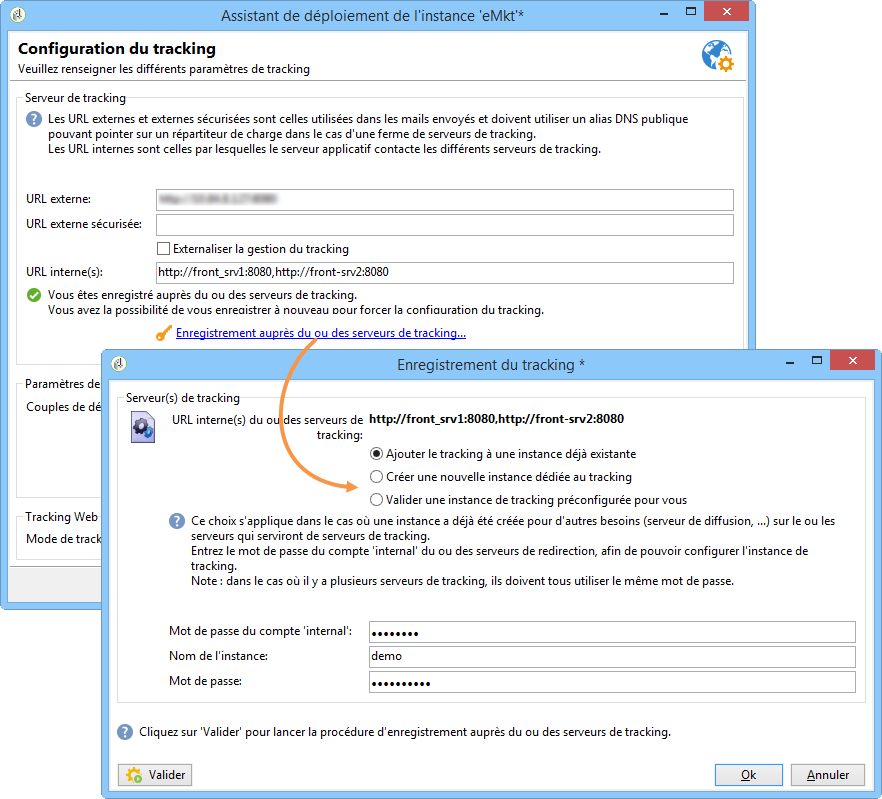 Assistant de déploiement de l'instance 'eMkt'*
Configuration du tracking
Veuillez renseigner les différents paramètres de tracking
Serveur de tracking
Les URL externes et externes sécurisées sont celles utilisées dans les mails envoyés et doivent utiliser un alias DNS publique
pouvant pointer sur un répartiteur de charge dans le cas d'une ferme de serveurs de tracking.
Les URL internes sont celles par lesquelles le serveur applicatif contacte les différents serveurs de tracking.
URL externe:
URL externe sécurisée:
Externaliser la gestion du tracking
URL interne(s): http://front_srv1:8080,http://front-srv2:8080
Vous êtes enregistré auprès du ou des serveurs de tracking.
Vous avez la possibilité de vous enregistrer à nouveau pour forcer la configuration du tracking.
Enregistrement auprès du ou des serveurs de tracking...
Paramètres de
Couples de dé
Tracking Web
Mode de track
Enregistrement du tracking *
Serveur(s) de tracking
URL interne(s) du ou des serveurs de
tracking:
http://front_srv1:8080,http://front-srv2:8080
Ajouter le tracking à une instance déjà existante
Créer une nouvelle instance dédiée au tracking
Valider une instance de tracking préconfigurée pour vous
Ce choix s'applique dans le cas où une instance a déjà été créée pour d'autres besoins (serveur de diffusion, ...) sur le ou les
serveurs qui serviront de serveurs de tracking.
Entrez le mot de passe du compte 'internal' du ou des serveurs de redirection, afin de pouvoir configurer l'instance de
tracking.
Note : dans le cas où il y a plusieurs serveurs de tracking, ils doivent tous utiliser le même mot de passe.
Mot de passe du compte 'internal': ••••••••
Nom de l'instance: demo
Mot de passe: ••••••••••
Cliquez sur 'Valider' pour lancer la procédure d'enregistrement auprès du ou des serveurs de tracking.
Valider
Ok
Annuler